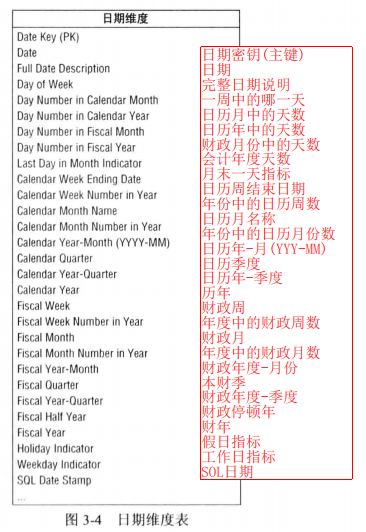 日期维度
Date Key (PK)
Date
Full Date Description
Day of Week
Day Number in Calendar Month
Day Number in Calendar Year
Day Number in Fiscal Month
Day Number in Fiscal Year
Last Day in Month Indicator
Calendar Week Ending Date
Calendar Week Number in Year
Calendar Month Name
Calendar Month Number in Year
Calendar Year-Month (YYYY-MM)
Calendar Quarter
Calendar Year-Quarter
Calendar Year
Fiscal Week
Fiscal Week Number in Year
Fiscal Month
Fiscal Month Number in Year
Fiscal Year-Month
Fiscal Quarter
Fiscal Year-Quarter
Fiscal Half Year
Fiscal Year
Holiday Indicator
Weekday Indicator
SQL Date Stamp
...
日期密钥(主键)
日期
完整日期说明
一周中的哪一天
日历月中的天数
日历年中的天数
财政月份中的天数
会计年度天数
月末一天指标
日历周结束日期
年份中的日历周数
日历月名称
年份中的日历月份数
日历年-月(YYY-MM)
日历季度
日历年-季度
历年
财政周
年度中的财政周数
财政月
年度中的财政月数
财政年度-月份
本财季
财政年度-季度
财政停顿年
财年
假日指标
工作日指标
SOL日期
图 3-4 日期维度表